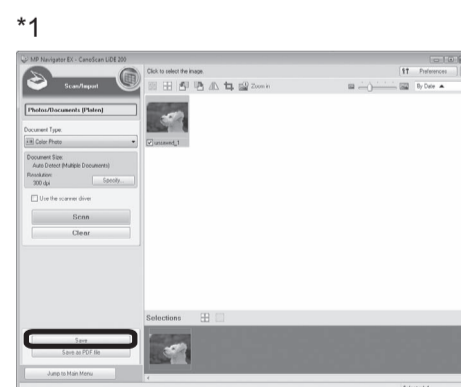 *1
MP Navigator EX - CanoScan LiDE 200
Scan/Import
Click to select the image.
Preferences
Zoom in
By Date
Photos/Documents (Platen)
Document Type:
Color Photo
unsaved_1
Document Size:
Auto Detect (Multiple Documents)
Resolution:
300 dpi
Specify...
Use the scanner driver
Scan
Clear
Selections
Save
Save as PDF file
Jump to Main Menu